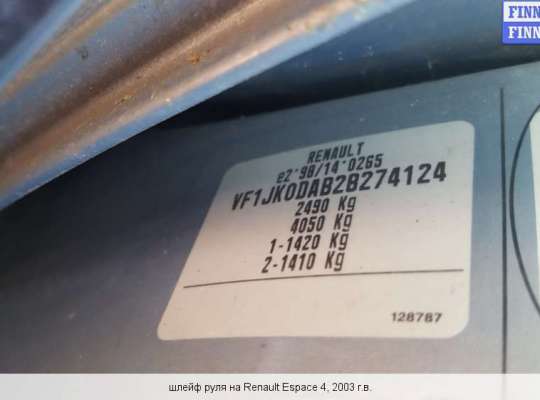 FINN
FINN
RENAULT
e2*98/14*0265
VF1JK0DAB2B274124
2490 Kg
4050 Kg
1-1420 Kg
2-1410 Kg
128787
шлейф руля на Renault Espace 4, 2003 г.в.